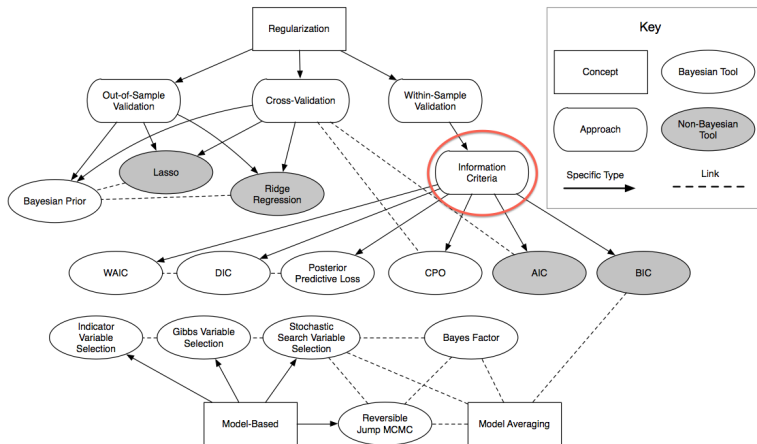 Regularization
Key
Concept
Bayesian Tool
Out-of-Sample
Validation
Cross-Validation
Within-Sample
Validation
Approach
Non-Bayesian
Tool
Lasso
Information
Criteria
Specific Type
Link
Bayesian Prior
Ridge
Regression
WAIC
DIC
Posterior
Predictive Loss
CPO
AIC
BIC
Indicator
Variable
Selection
Gibbs Variable
Selection
Stochastic
Search Variable
Selection
Bayes Factor
Model-Based
Reversible
Jump MCMC
Model Averaging